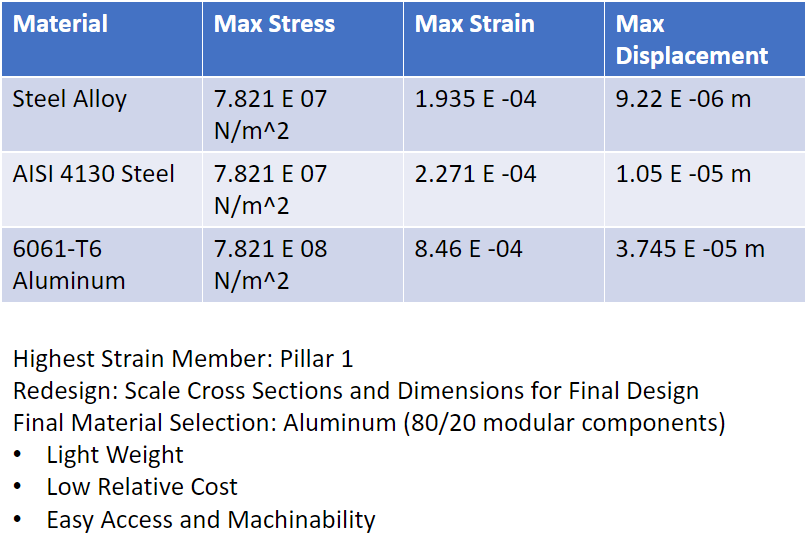 Material Max Stress Max Strain Max
Displacement
Steel Alloy 7.821 E 07 1.935 E -04 9.22 E -06 m
N/m^2
AISI 4130 Steel 7.821 E 07 2.271 E -04 1.05 E -05 m
N/m^2
6061-T6 7.821 E 08 8.46 E -04 3.745 E -05 m
Aluminum N/m^2
Highest Strain Member: Pillar 1
Redesign: Scale Cross Sections and Dimensions for Final Design
Final Material Selection: Aluminum (80/20 modular components)
• Light Weight
• Low Relative Cost
• Easy Access and Machinability